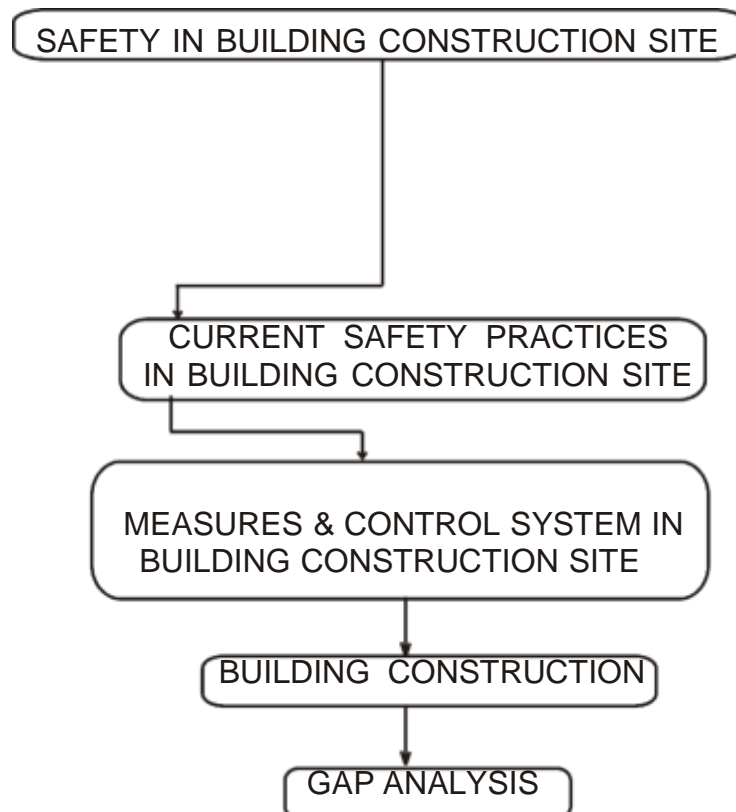 SAFETY IN BUILDING CONSTRUCTION SITE
CURRENT SAFETY PRACTICES
IN BUILDING CONSTRUCTION SITE
MEASURES & CONTROL SYSTEM IN
BUILDING CONSTRUCTION SITE
BUILDING CONSTRUCTION
GAP ANALYSIS